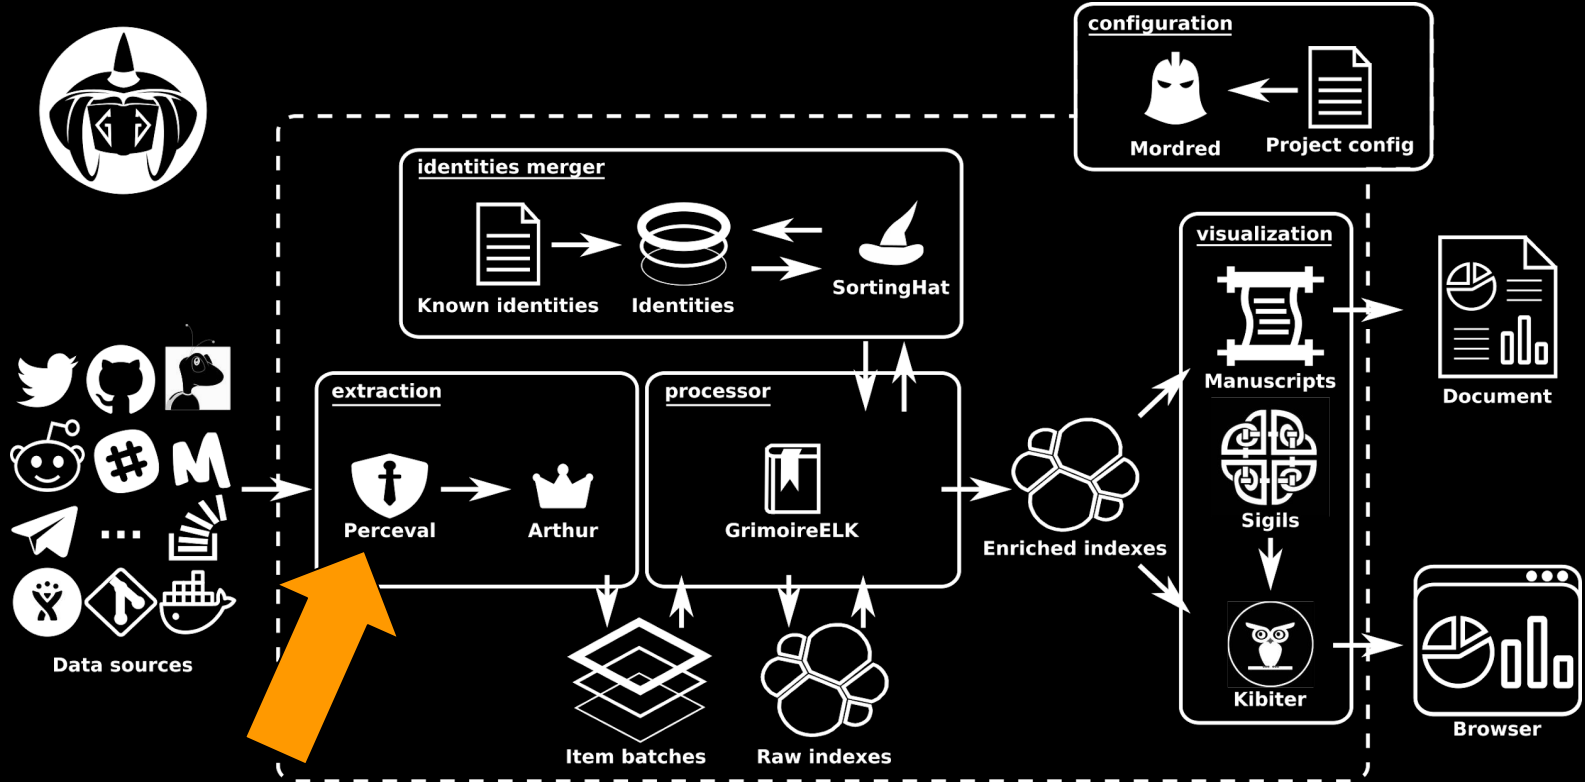 configuration
Mordred
Project config
identities merger
Known identities
Identities
SortingHat
visualization
Manuscripts
Sigils
Kibiter
Document
Browser
extraction
Perceval
Arthur
processor
GrimoireELK
Enriched indexes
...
Data sources
Item batches
Raw indexes